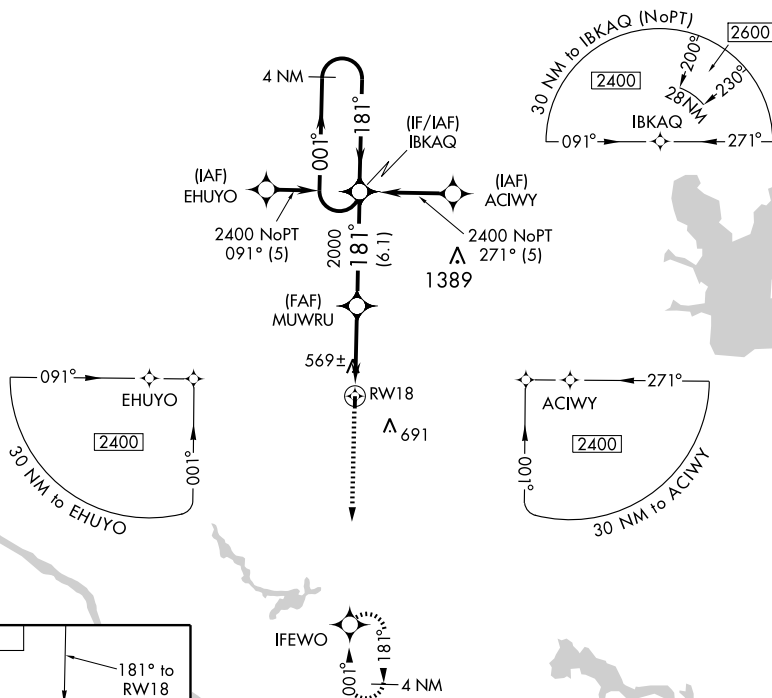 30 NM to IBKAQ (NoPT)
2600
200°
230°
2400
28NM
IBKAQ
091°
271°
4 NM
001°
181°
(IF/IAF)
IBKAQ
(IAF)
EHUYO
(IAF)
ACIWY
2400 NoPT
091° (5)
2000
181°
(6.1)
2400 NoPT
271° (5)
1389
(FAF)
MUWRU
569±
RW18
691
091°
EHUYO
2400
001°
30 NM to EHUYO
271°
ACIWY
2400
001°
30 NM to ACIWY
IFEWO
181°
001°
4 NM
181° to
RW18